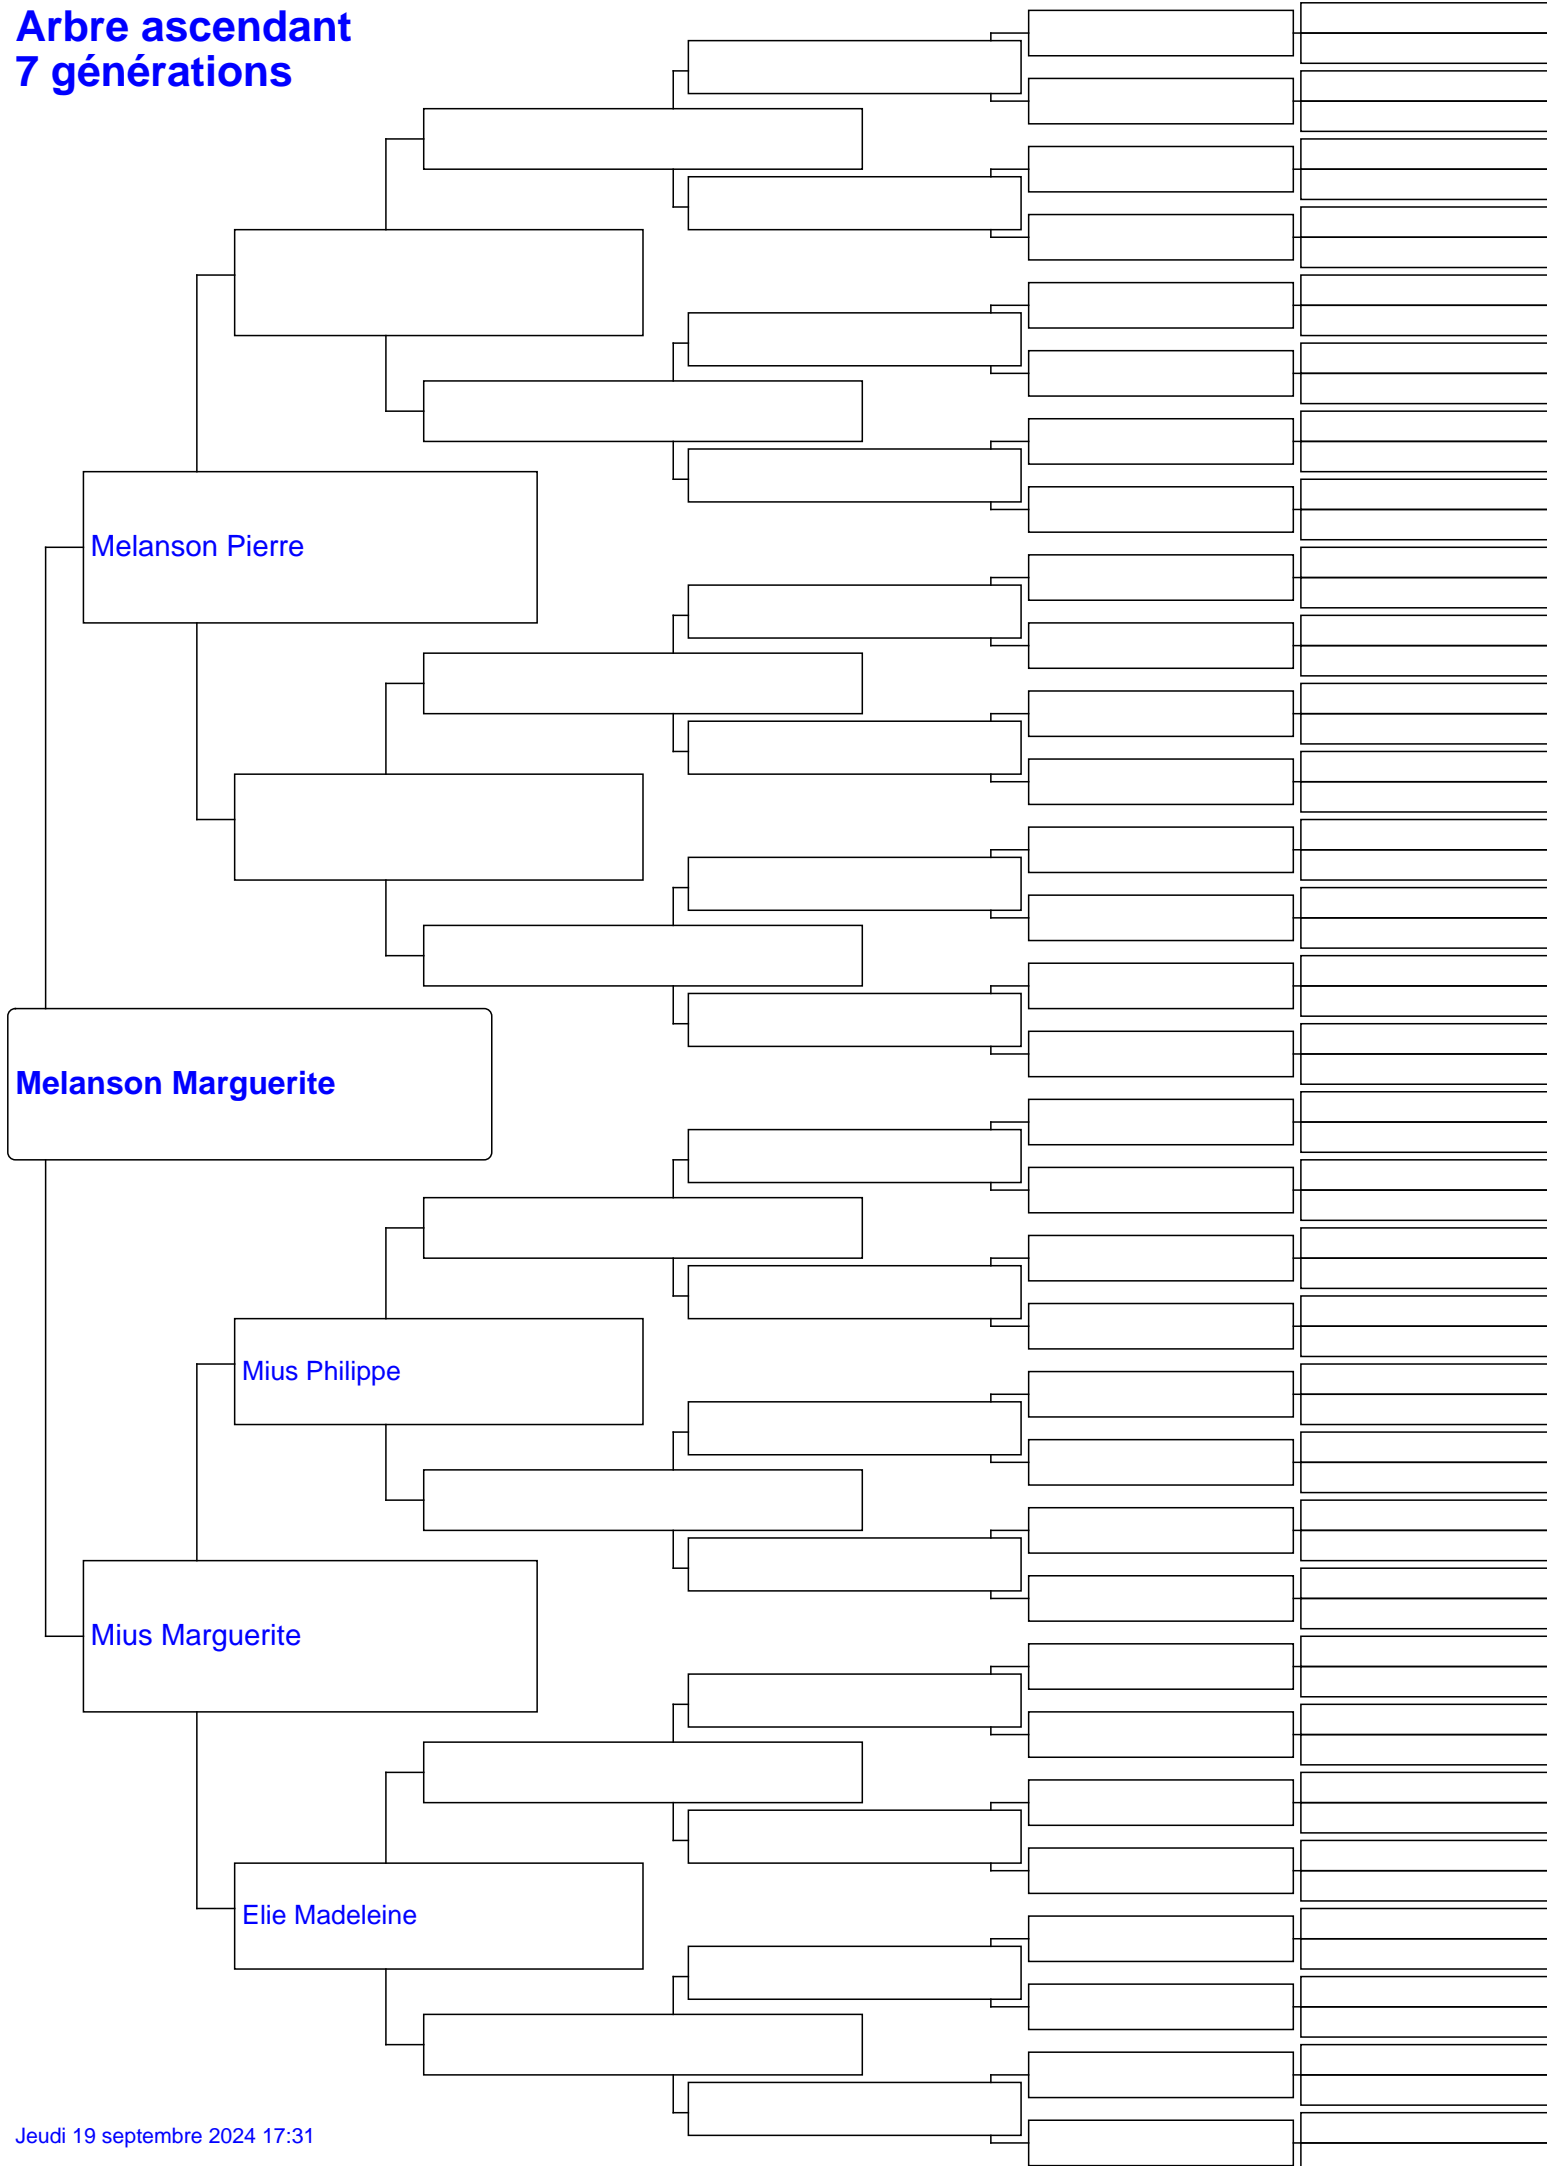 Arbre ascendant
7 générations
Melanson Pierre
Melanson Marguerite
Mius Philippe
Mius Marguerite
Elie Madeleine
Jeudi 19 septembre 2024 17:31